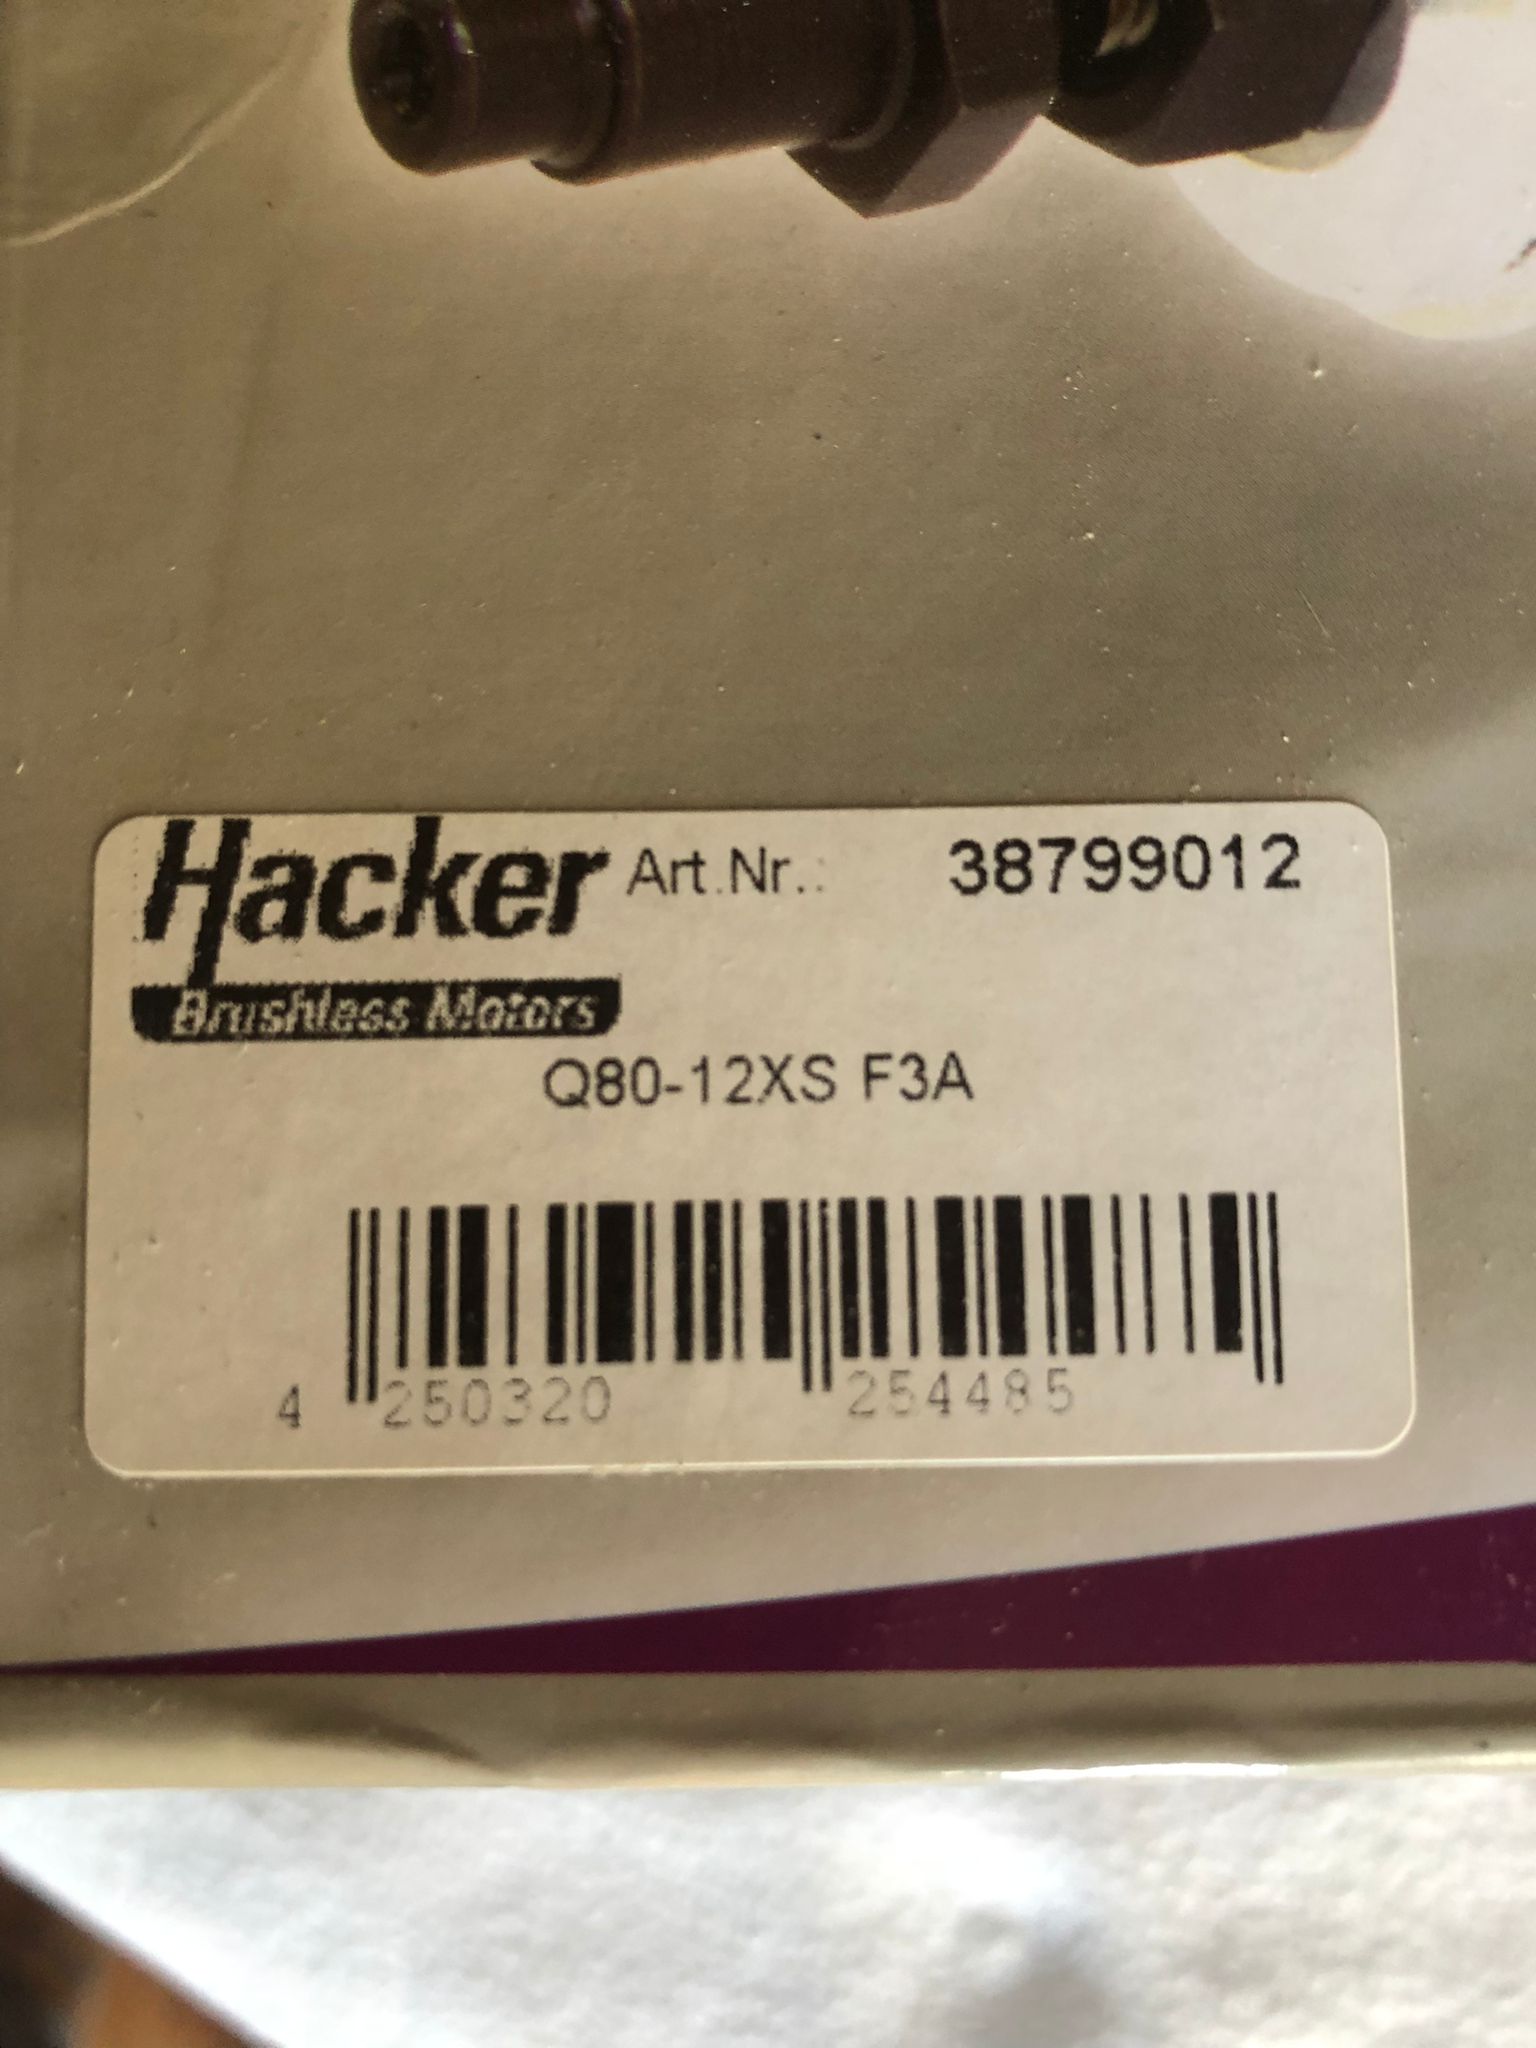 Hacker Art.Nr.: 38799012
Brushless Motors
Q80-12XS F3A
4 250320 254485